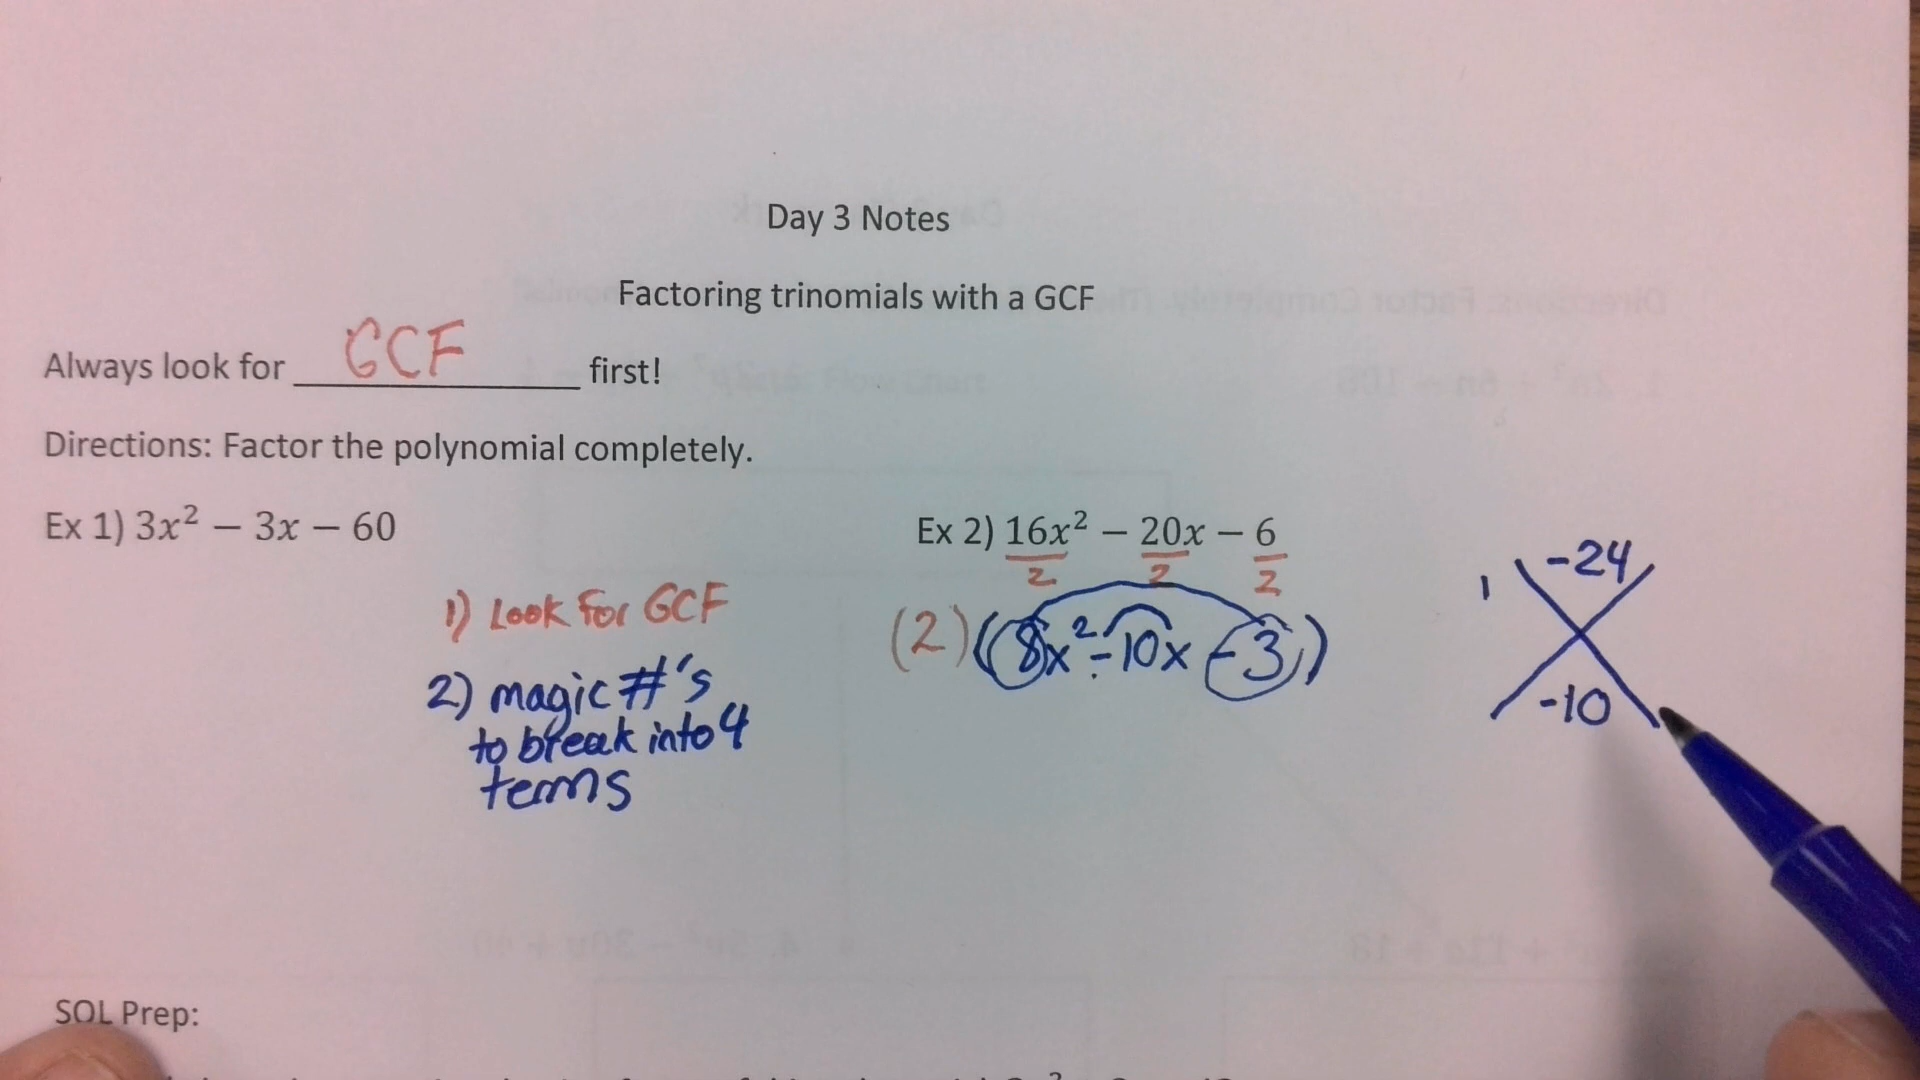 Day 3 Notes
Factoring trinomials with a GCF
Always look for GCF first!
Directions: Factor the polynomial completely.
Ex 1) 3x² − 3x − 60
1) Look For GCF
2) magic #'s
to break into 4
terms
Ex 2) 16x² − 20x − 6
2 2 2
(2)(8x² - 10x - 3)
1 -24
-10
SOL Prep: